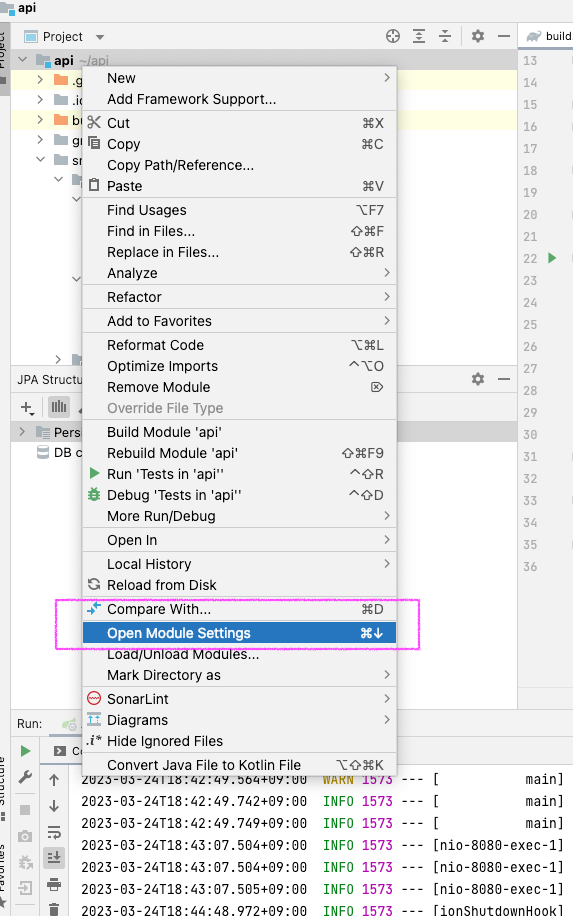 api
Project
Project
build.
api ~/api
13
.g
14
.ic
15
bu
16
gr
17
sr
18
19
20
21
22
23
24
25
26
27
28
29
30
31
32
33
34
35
36
New
Add Framework Support...
Cut ⌘X
Copy ⌘C
Copy Path/Reference...
Paste ⌘V
Find Usages ⌥F7
Find in Files... ⇧⌘F
Replace in Files... ⇧⌘R
Analyze
Refactor
Add to Favorites
Reformat Code ⌥⌘L
Optimize Imports ^⌥O
Remove Module ⌦
Override File Type
Build Module 'api'
Rebuild Module 'api' ⇧⌘F9
Run 'Tests in 'api'' ^⇧R
Debug 'Tests in 'api'' ^⇧D
More Run/Debug
Open In
Local History
Reload from Disk
Compare With... ⌘D
Open Module Settings ⌘↓
Load/Unload Modules...
Mark Directory as
SonarLint
Diagrams
.i* Hide Ignored Files
Convert Java File to Kotlin File ⌥⇧⌘K
JPA Structu
Pers
DB c
Run:
Co
Structure
Favorites
2023-03-24T18:42:49.564+09:00 WARN 1573 --- [ main]
2023-03-24T18:42:49.742+09:00 INFO 1573 --- [ main]
2023-03-24T18:42:49.749+09:00 INFO 1573 --- [ main]
2023-03-24T18:43:07.504+09:00 INFO 1573 --- [nio-8080-exec-1]
2023-03-24T18:43:07.504+09:00 INFO 1573 --- [nio-8080-exec-1]
2023-03-24T18:43:07.505+09:00 INFO 1573 --- [nio-8080-exec-1]
2023-03-24T18:44:48.972+09:00 INFO 1573 --- [ionShutdownHook]